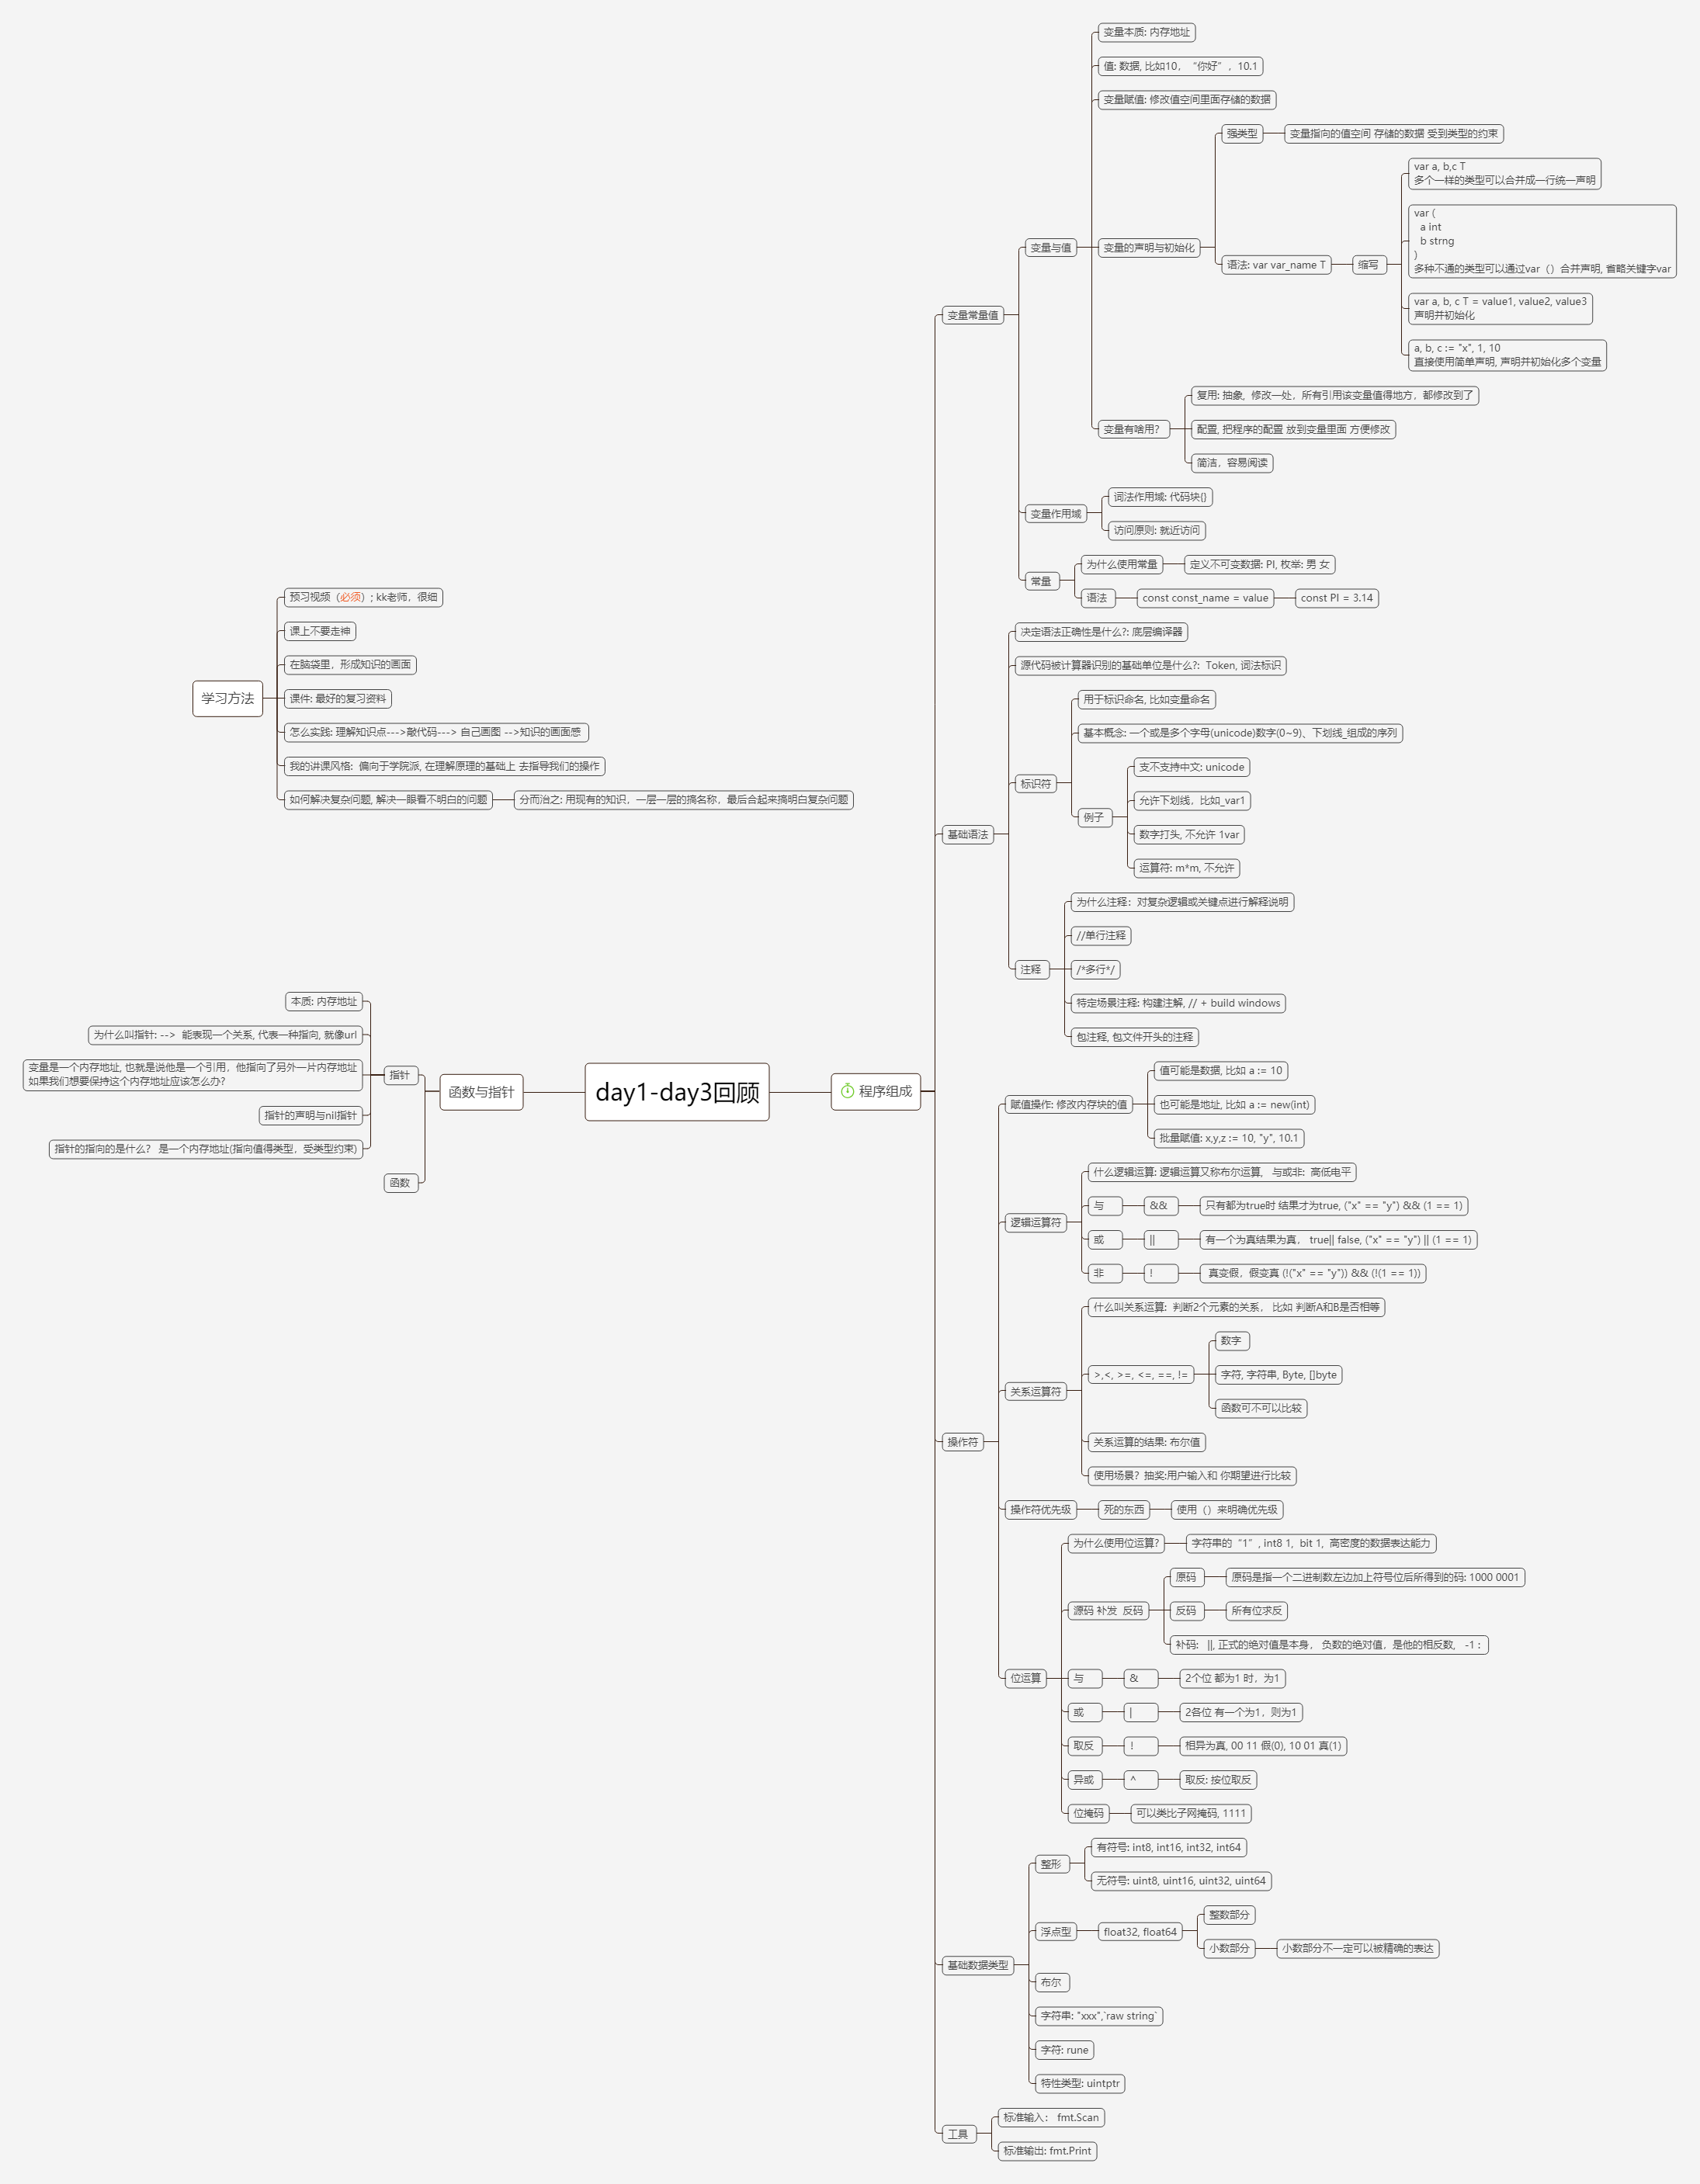 day1-day3回顾
程序组成
变量常量值
变量与值
变量本质: 内存地址
值: 数据, 比如10， “你好” ，10.1
变量赋值: 修改值空间里面存储的数据
变量的声明与初始化
强类型
变量指向的值空间 存储的数据 受到类型的约束
语法: var var_name T
缩写
var a, b,c T
多个一样的类型可以合并成一行统一声明
var (
a int
b strng
)
多种不通的类型可以通过var（）合并声明, 省略关键字var
var a, b, c T = value1, value2, value3
声明并初始化
a, b, c := "x", 1, 10
直接使用简单声明, 声明并初始化多个变量
变量有啥用？
复用: 抽象，修改一处，所有引用该变量值得地方，都修改到了
配置, 把程序的配置 放到变量里面 方便修改
简洁，容易阅读
变量作用域
词法作用域: 代码块{}
访问原则: 就近访问
常量
为什么使用常量
定义不可变数据: PI, 枚举: 男 女
语法
const const_name = value
const PI = 3.14
基础语法
决定语法正确性是什么?: 底层编译器
源代码被计算器识别的基础单位是什么?: Token, 词法标识
标识符
用于标识命名, 比如变量命名
基本概念: 一个或是多个字母(unicode)数字(0~9)、下划线_组成的序列
例子
支不支持中文: unicode
允许下划线，比如_var1
数字打头, 不允许 1var
运算符: m*m, 不允许
注释
为什么注释：对复杂逻辑或关键点进行解释说明
//单行注释
/*多行*/
特定场景注释: 构建注解, // + build windows
包注释, 包文件开头的注释
操作符
赋值操作: 修改内存块的值
值可能是数据, 比如 a := 10
也可能是地址, 比如 a := new(int)
批量赋值: x,y,z := 10, "y", 10.1
逻辑运算符
什么逻辑运算: 逻辑运算又称布尔运算， 与或非: 高低电平
与
&&
只有都为true时 结果才为true, ("x" == "y") && (1 == 1)
或
||
有一个为真结果为真， true|| false, ("x" == "y") || (1 == 1)
非
!
真变假，假变真 (!("x" == "y")) && (!(1 == 1))
关系运算符
什么叫关系运算: 判断2个元素的关系， 比如 判断A和B是否相等
>,<, >=, <=, ==, !=
数字
字符, 字符串, Byte, []byte
函数可不可以比较
关系运算的结果: 布尔值
使用场景？抽奖:用户输入和 你期望进行比较
操作符优先级
死的东西
使用（）来明确优先级
位运算
为什么使用位运算?
字符串的“1” , int8 1, bit 1, 高密度的数据表达能力
源码 补发 反码
原码
原码是指一个二进制数左边加上符号位后所得到的码: 1000 0001
反码
所有位求反
补码: ||, 正式的绝对值是本身， 负数的绝对值，是他的相反数， -1 :
与
&
2个位 都为1 时，为1
或
|
2各位 有一个为1，则为1
取反
!
相异为真, 00 11 假(0), 10 01 真(1)
异或
^
取反: 按位取反
位掩码
可以类比子网掩码, 1111
基础数据类型
整形
有符号: int8, int16, int32, int64
无符号: uint8, uint16, uint32, uint64
浮点型
float32, float64
整数部分
小数部分
小数部分不一定可以被精确的表达
布尔
字符串: "xxx",`raw string`
字符: rune
特性类型: uintptr
工具
标准输入： fmt.Scan
标准输出: fmt.Print
函数与指针
指针
本质: 内存地址
为什么叫指针: --> 能表现一个关系, 代表一种指向, 就像url
变量是一个内存地址, 也就是说他是一个引用，他指向了另外一片内存地址
如果我们想要保持这个内存地址应该怎么办?
指针的声明与nil指针
指针的指向的是什么？ 是一个内存地址(指向值得类型，受类型约束)
函数
学习方法
预习视频（必须）; kk老师，很细
课上不要走神
在脑袋里，形成知识的画面
课件: 最好的复习资料
怎么实践: 理解知识点--->敲代码---> 自己画图 -->知识的画面感
我的讲课风格: 偏向于学院派, 在理解原理的基础上 去指导我们的操作
如何解决复杂问题, 解决一眼看不明白的问题
分而治之: 用现有的知识，一层一层的搞名称，最后合起来搞明白复杂问题